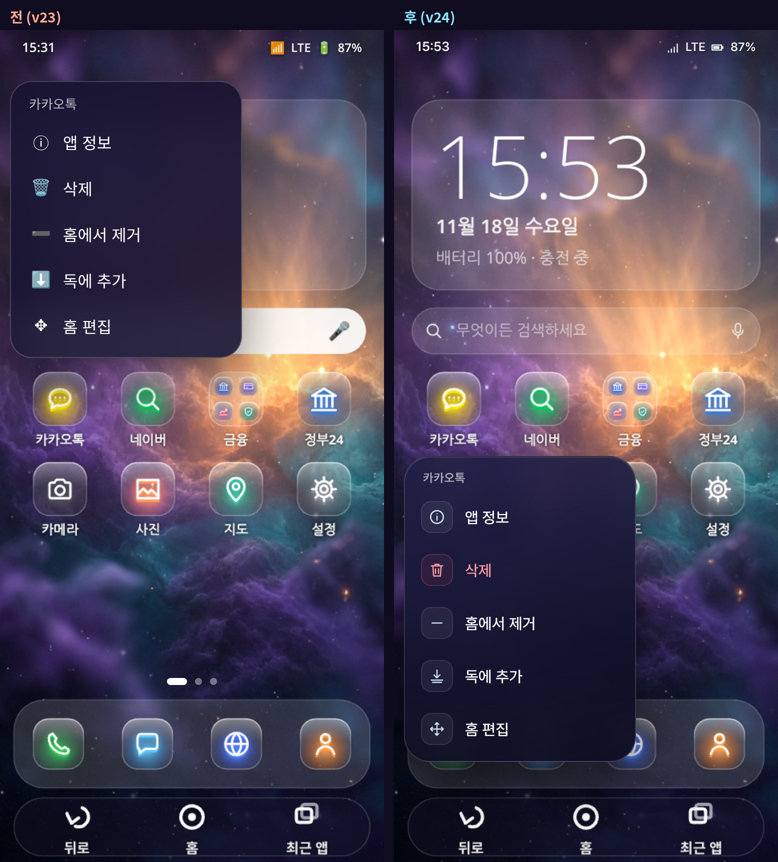 전 (v23)
15:31
LTE
87%
카카오톡
앱 정보
삭제
홈에서 제거
독에 추가
홈 편집
카카오톡
네이버
금융
정부24
카메라
사진
지도
설정
뒤로
홈
최근 앱
후 (v24)
15:53
LTE
87%
15:53
11월 18일 수요일
배터리 100% · 충전 중
무엇이든 검색하세요
카카오톡
네이버
금융
정부24
카카오톡
앱 정보
삭제
홈에서 제거
독에 추가
홈 편집
설정
뒤로
홈
최근 앱